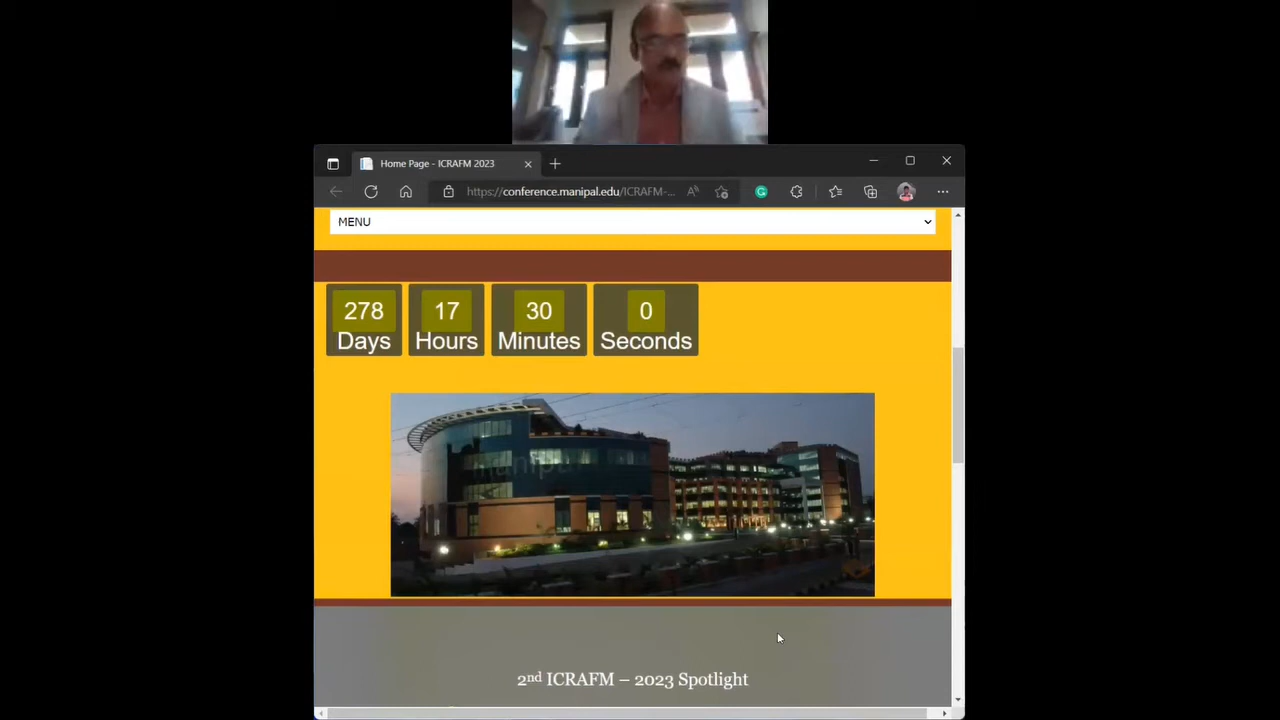 Home Page - ICRAFM 2023
https://conference.manipal.edu/ICRAFM-...
MENU
278 17 30 0
Days Hours Minutes Seconds
2nd ICRAFM – 2023 Spotlight